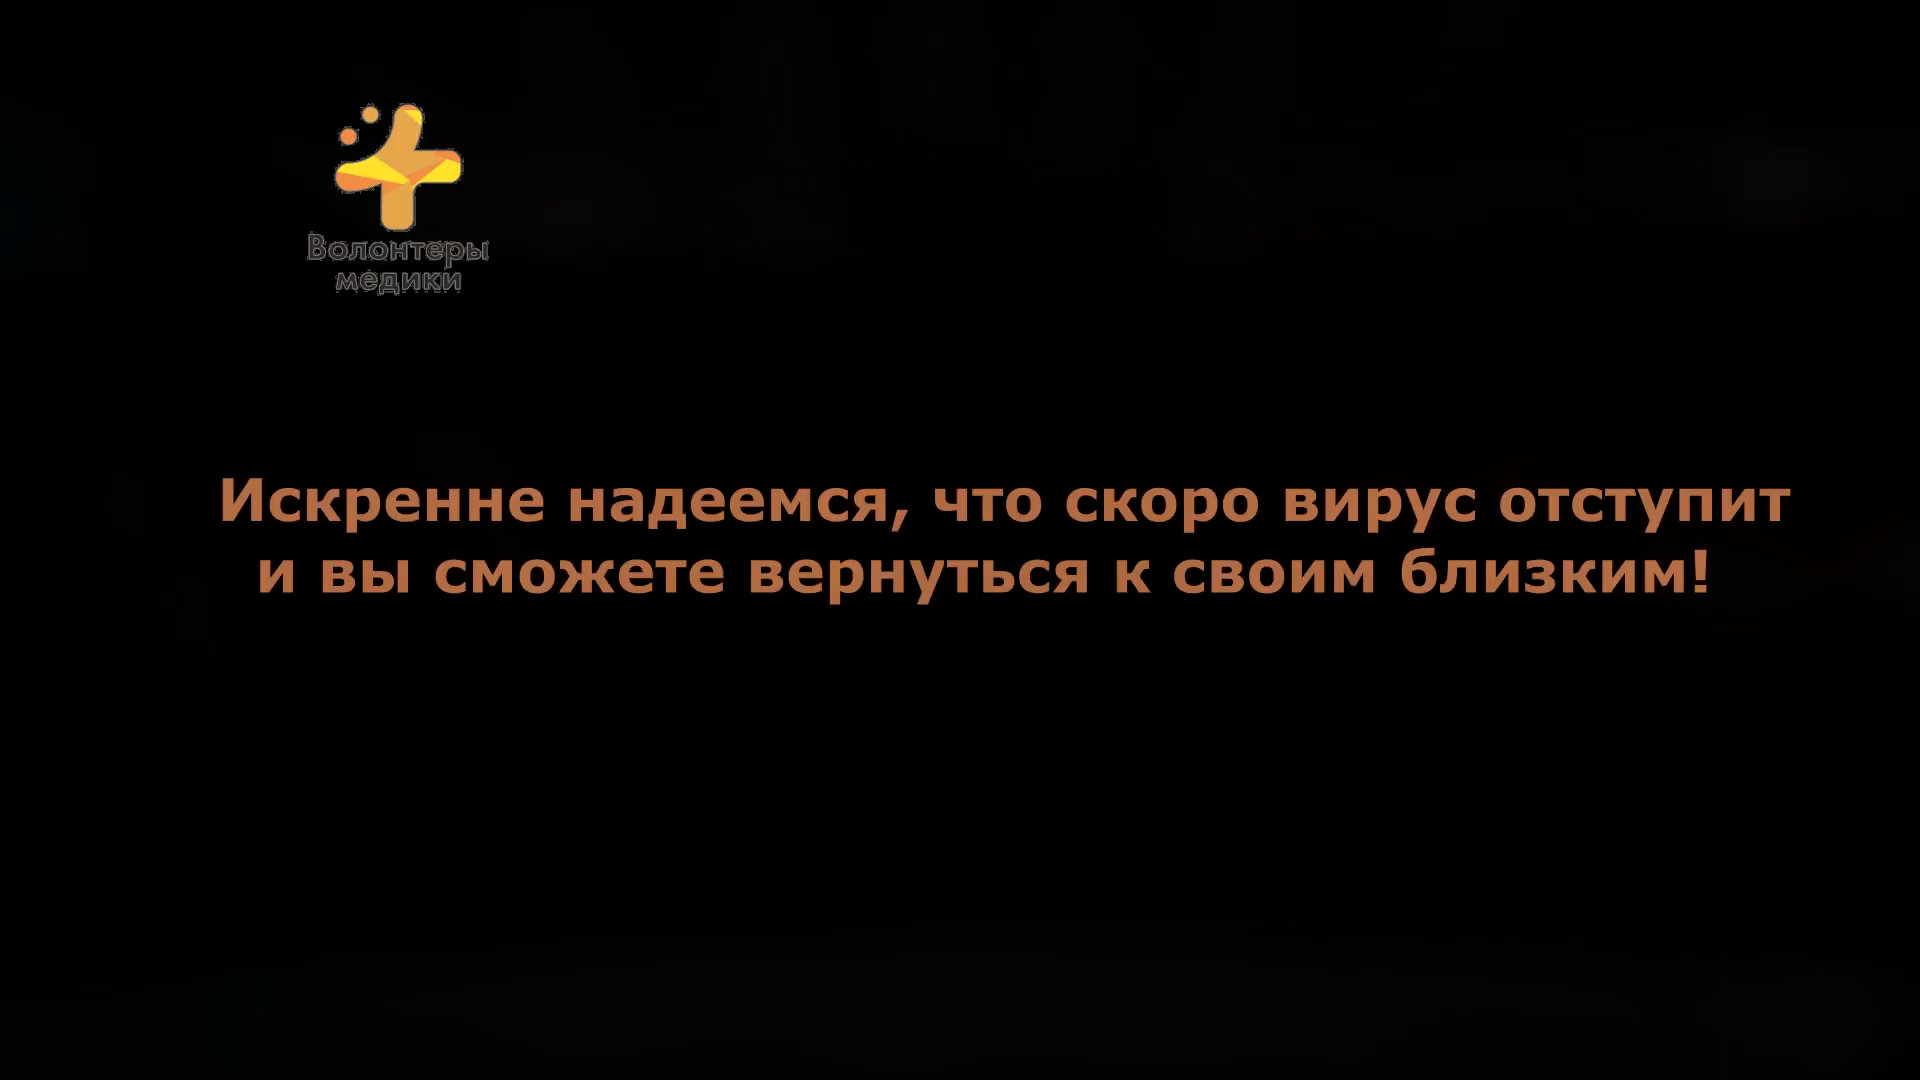 Волонтеры
медики
Искренне надеемся, что скоро вирус отступит
и вы сможете вернуться к своим близким!